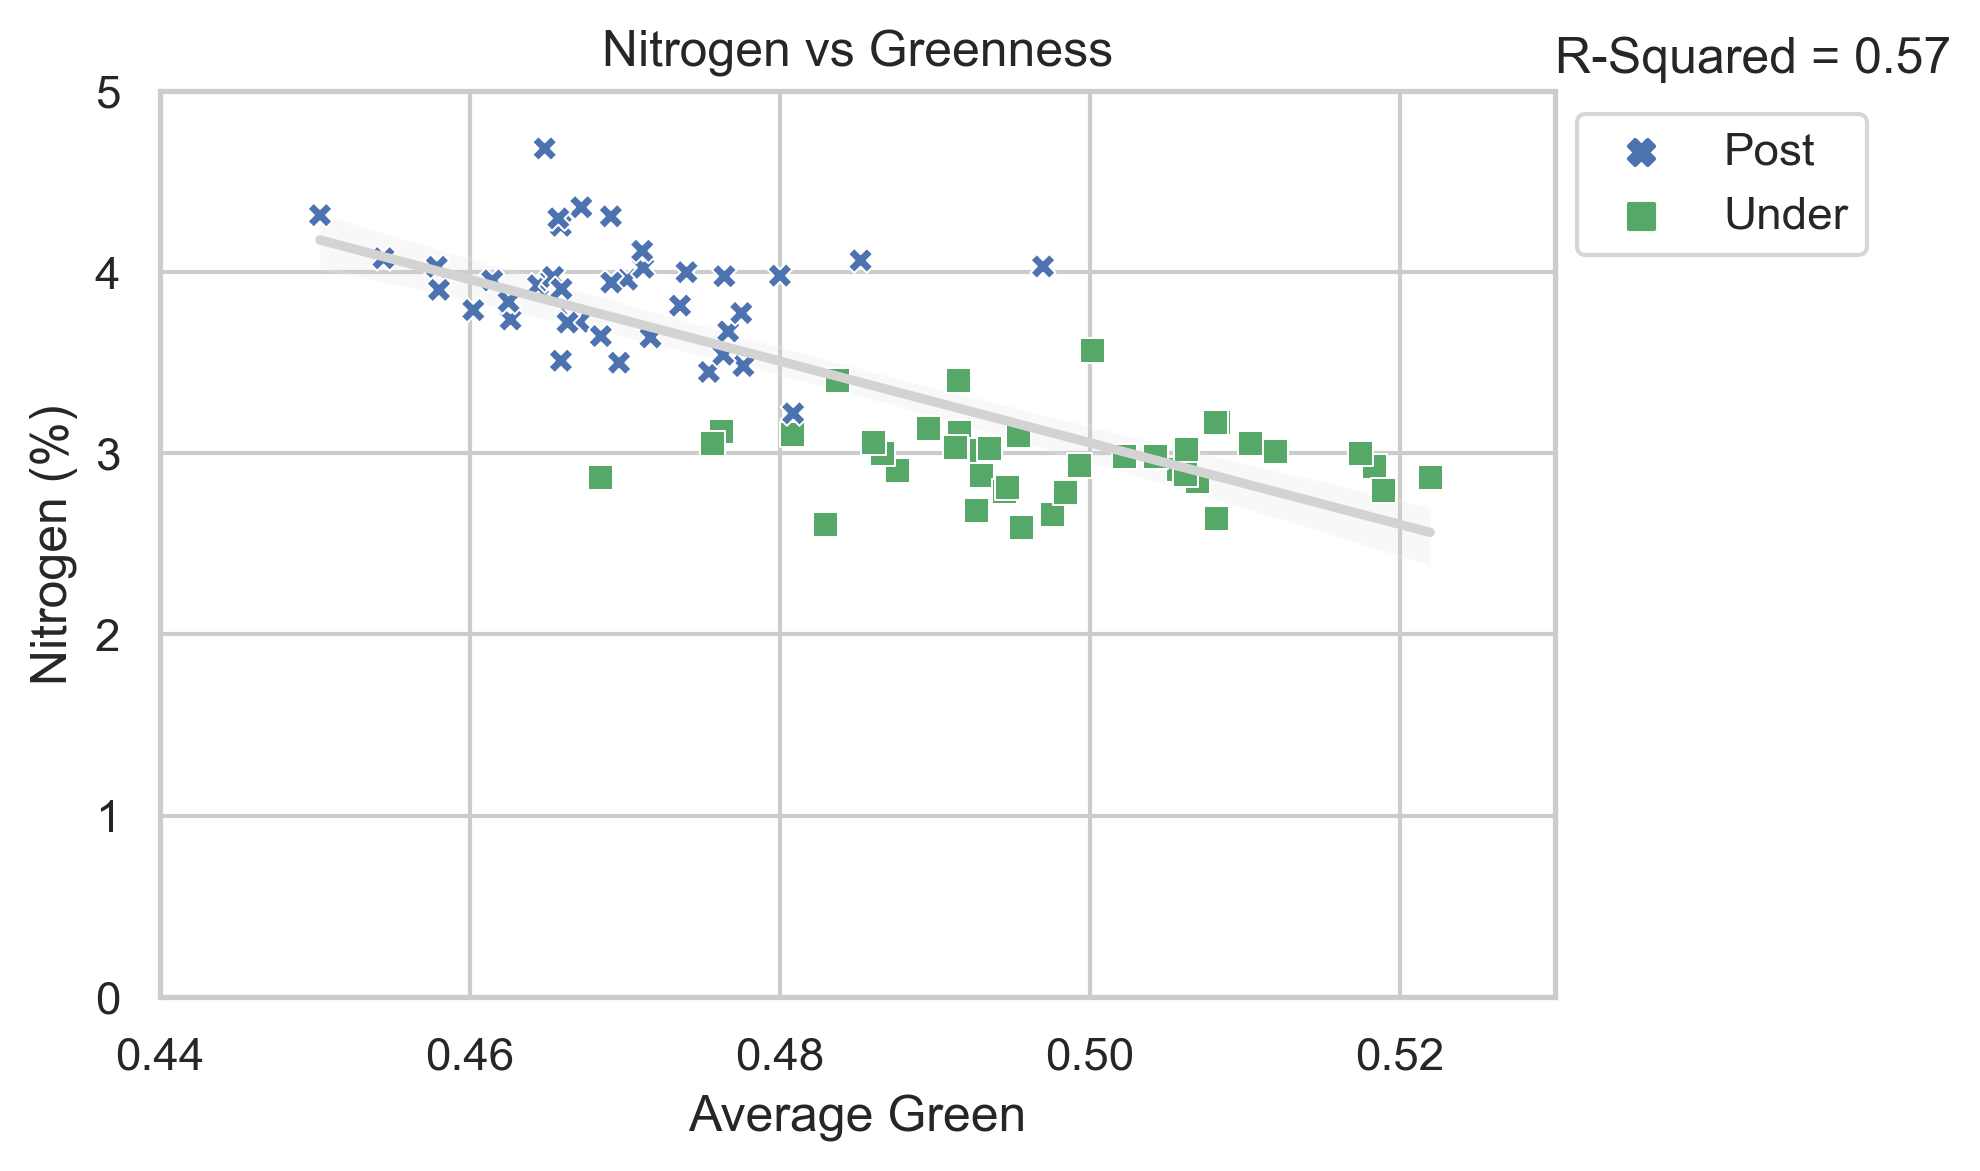 Nitrogen vs Greenness
R-Squared = 0.57
Post
Under
Nitrogen (%)
5
4
3
2
1
0
0.44
0.46
0.48
0.50
0.52
Average Green